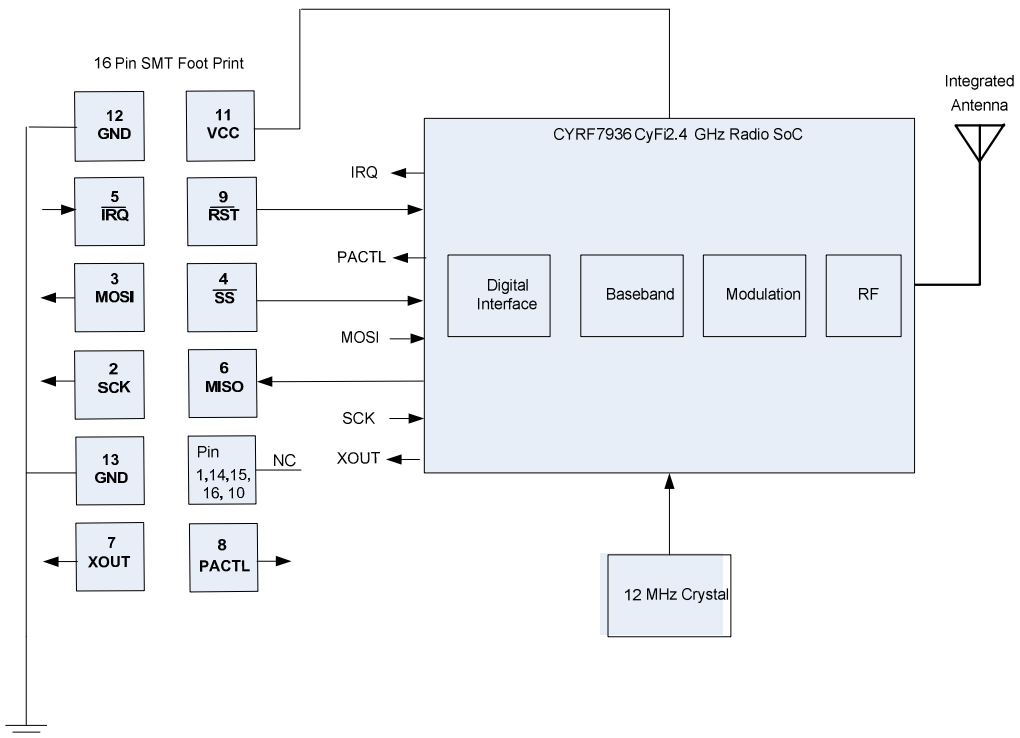 16 Pin SMT Foot Print
12
GND
11
VCC
5
IRQ
9
RST
3
MOSI
4
SS
2
SCK
6
MISO
13
GND
Pin
1,14,15,
16, 10
NC
7
XOUT
8
PACTL
CYRF7936 CyFi2.4 GHz Radio SoC
IRQ
PACTL
MOSI
SCK
XOUT
Digital
Interface
Baseband
Modulation
RF
Integrated
Antenna
12 MHz Crystal